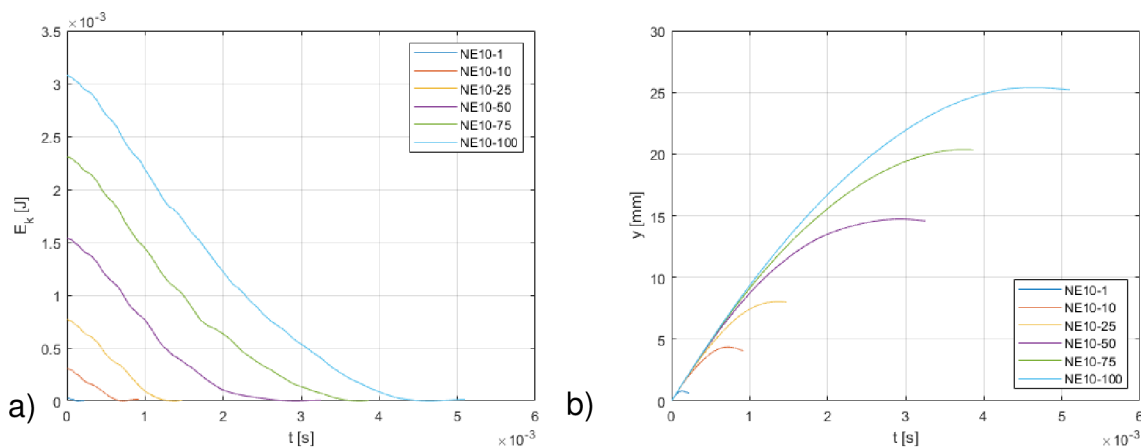 ×10⁻³
3.5
3
2.5
2
1.5
1
0.5
0
E_k [J]
NE10-1
NE10-10
NE10-25
NE10-50
NE10-75
NE10-100
0 1 2 3 4 5 6
t [s]
×10⁻³
a)
30
25
20
15
10
5
0
y [mm]
NE10-1
NE10-10
NE10-25
NE10-50
NE10-75
NE10-100
0 1 2 3 4 5 6
t [s]
×10⁻³
b)